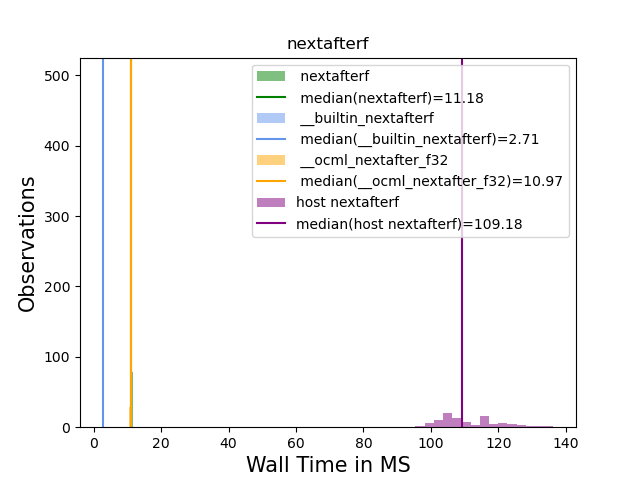 nextafterf
500
400
300
200
100
0
Observations
nextafterf
median(nextafterf)=11.18
__builtin_nextafterf
median(__builtin_nextafterf)=2.71
__ocml_nextafter_f32
median(__ocml_nextafter_f32)=10.97
host nextafterf
median(host nextafterf)=109.18
0 20 40 60 80 100 120 140
Wall Time in MS